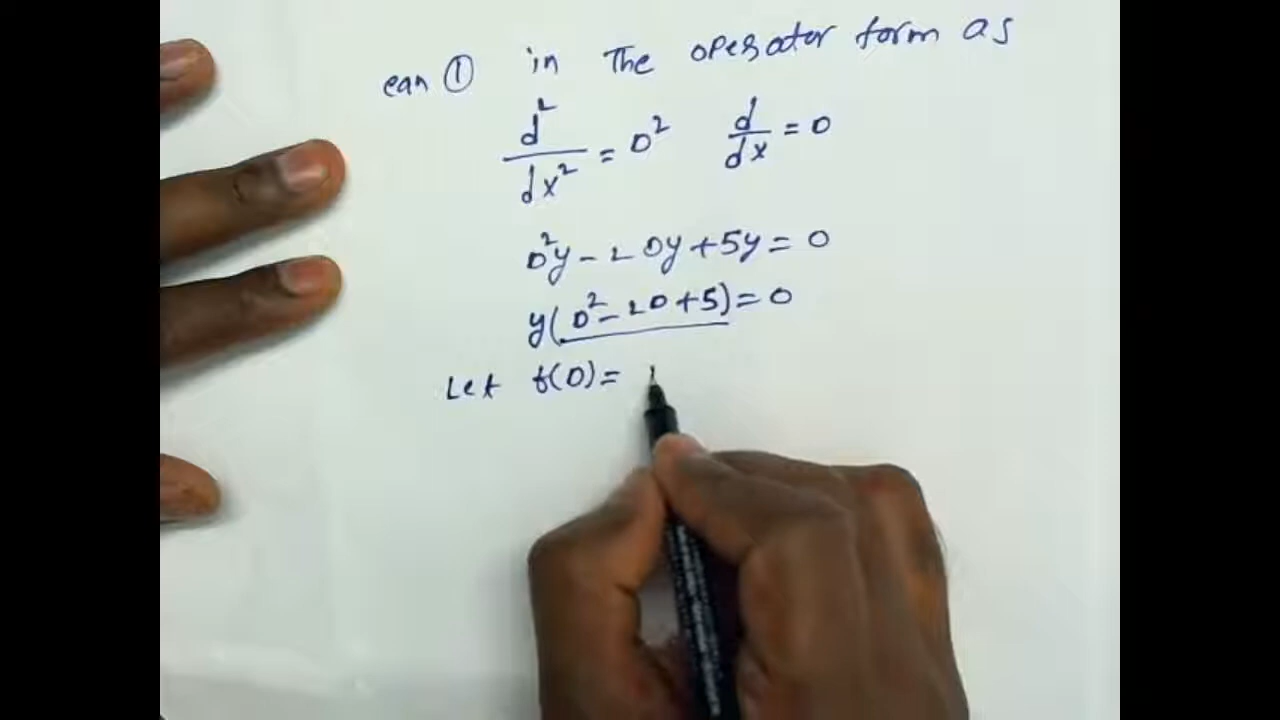 eqn ① in The operator form as
d²/dx² = D² d/dx = D
D²y - 2Dy + 5y = 0
y(D² - 2D + 5) = 0
Let f(D) =